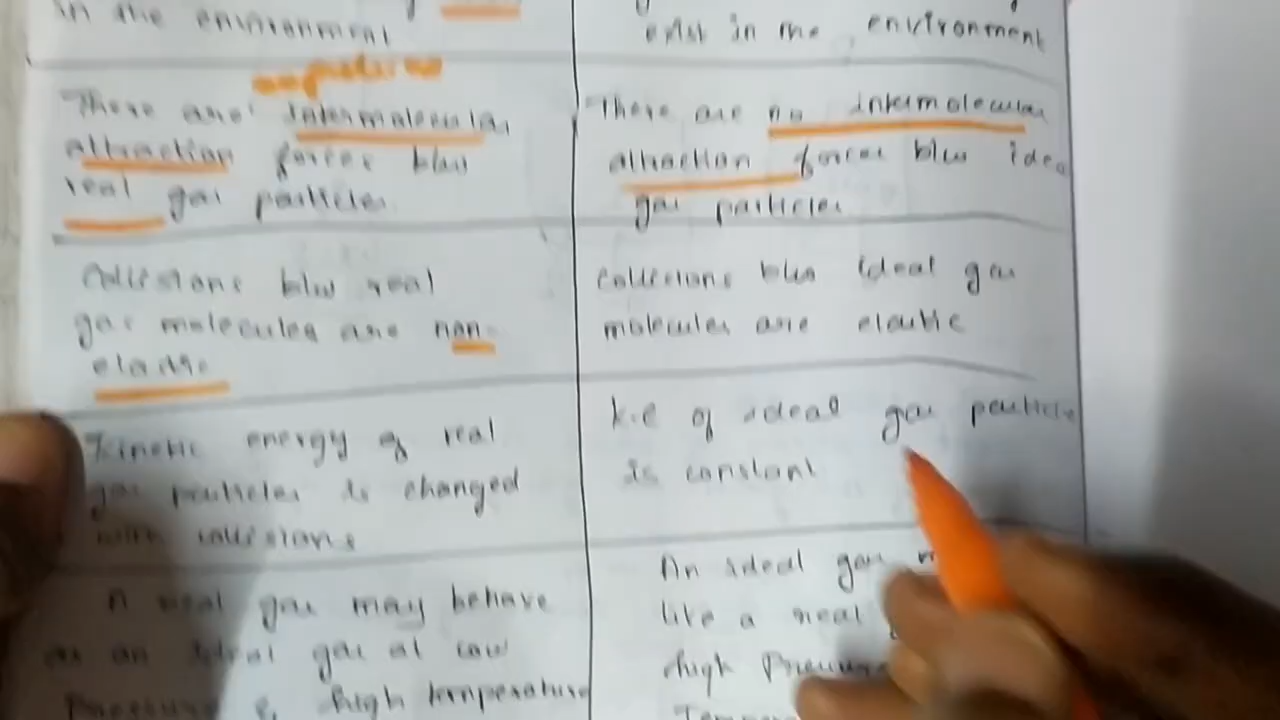 in the environment
exist in the environment
There are intermolecular
attraction forces b/w
real gas particles.
There are no intermolecular
attraction forces b/w idea
gas particles
Collisions b/w real
gas molecules are non-
elastic
collisions b/w ideal gas
molecules are elastic
Kinetic energy of real
gas particles is changed
with collisions
K.E of ideal gas particle
is constant
A real gas may behave
as an ideal gas at low
pressure & high temperature
An ideal gas
like a real
high Pressure